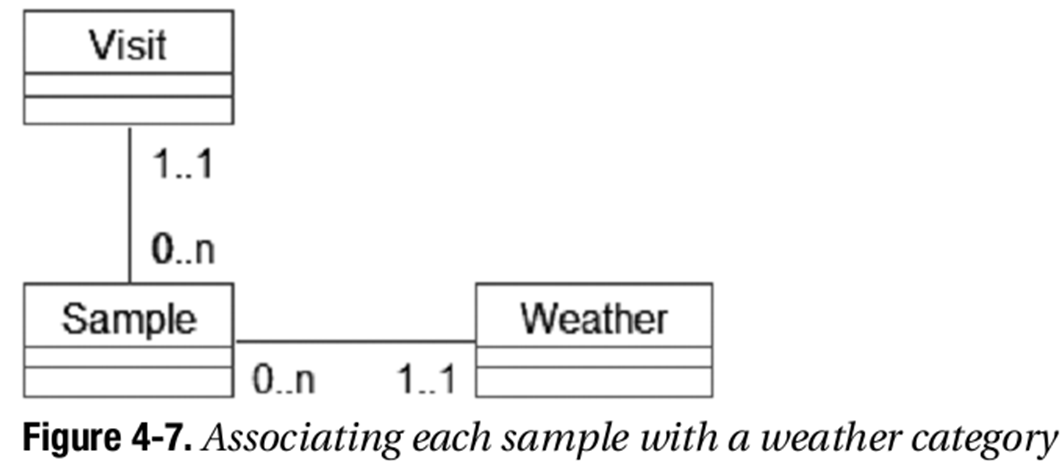 Visit
1..1
0..n
Sample
Weather
0..n 1..1
Figure 4-7. Associating each sample with a weather category